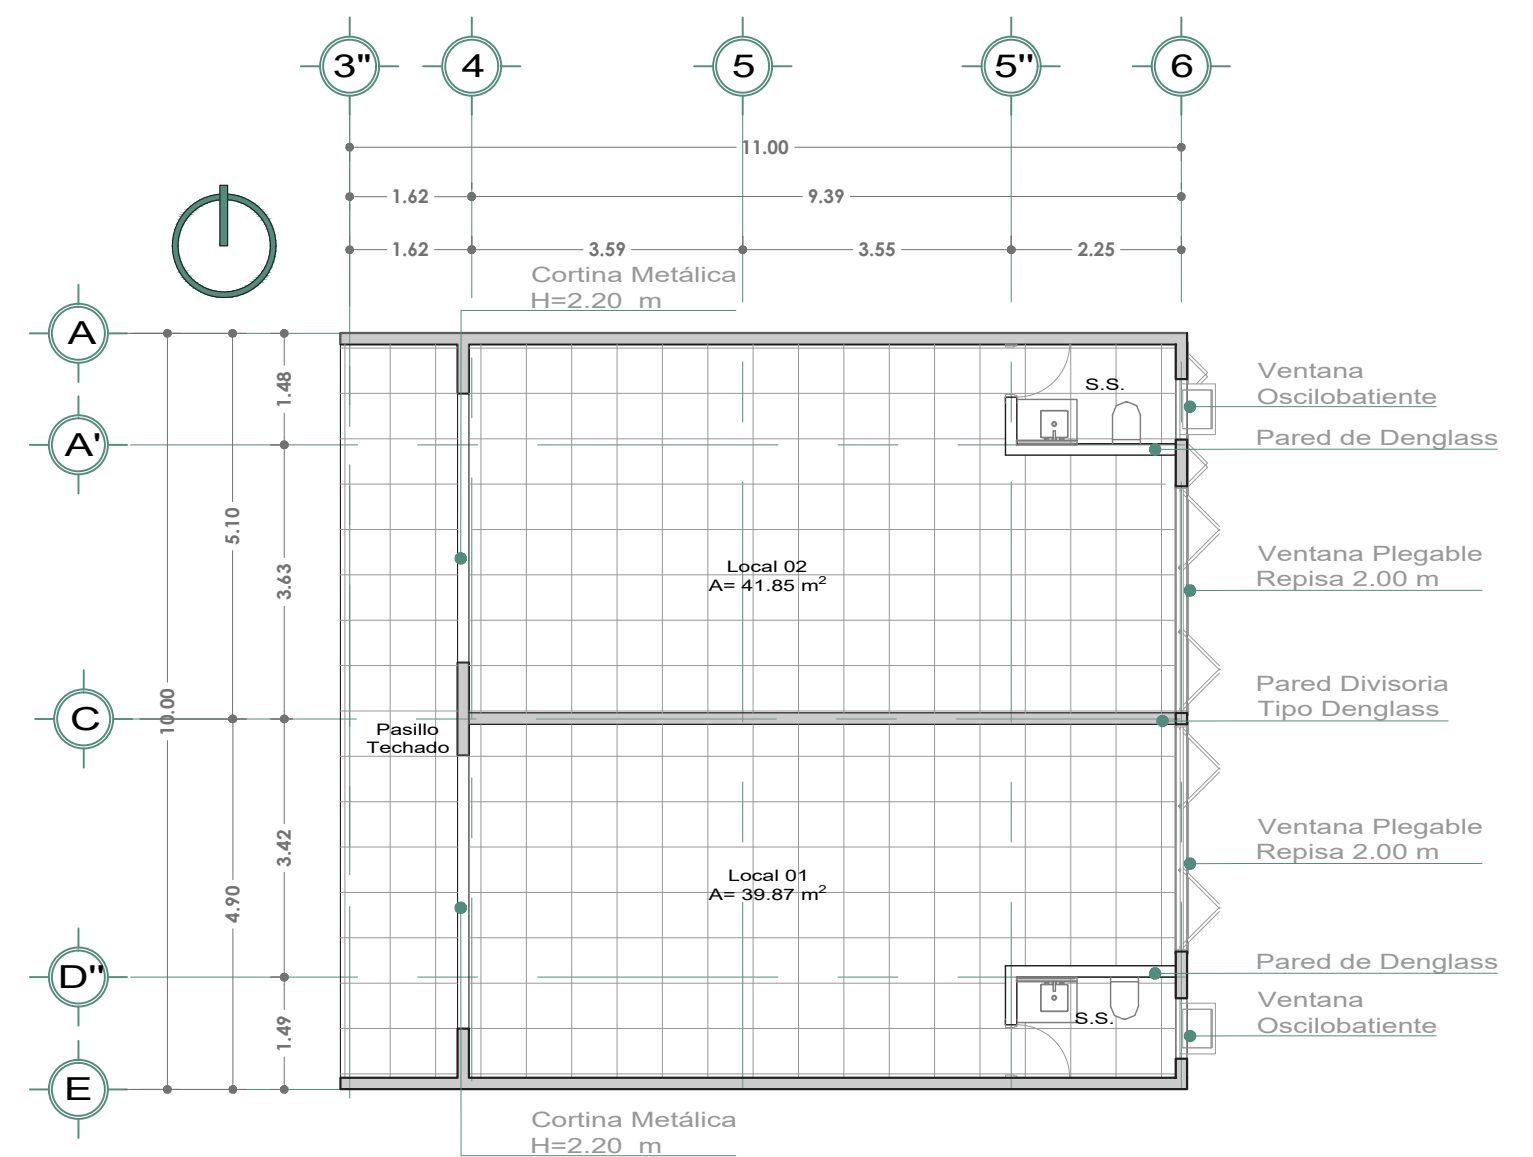 3"
4
5
5"
6
11.00
1.62
9.39
1.62
3.59
3.55
2.25
Cortina Metálica
H=2.20 m
A
A'
C
D"
E
1.48
5.10
3.63
10.00
3.42
4.90
1.49
S.S.
Ventana
Oscilobatiente
Pared de Denglass
Local 02
A= 41.85 m²
Ventana Plegable
Repisa 2.00 m
Pared Divisoria
Tipo Denglass
Pasillo
Techado
Ventana Plegable
Repisa 2.00 m
Local 01
A= 39.87 m²
Pared de Denglass
Ventana
Oscilobatiente
S.S.
Cortina Metálica
H=2.20 m